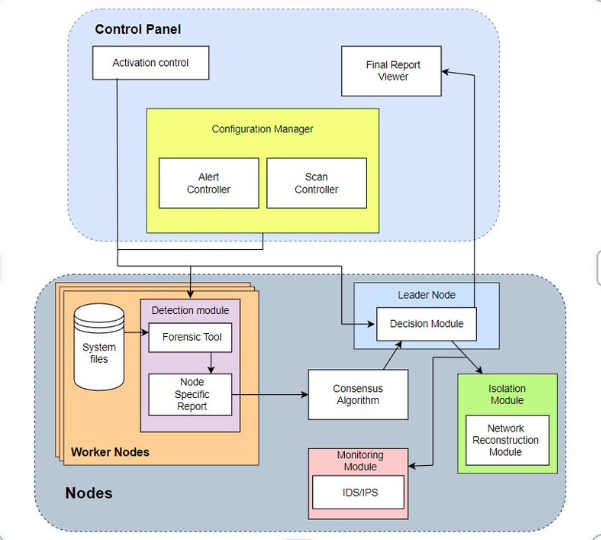 Control Panel
Activation control
Final Report
Viewer
Configuration Manager
Alert
Controller
Scan
Controller
Leader Node
Decision Module
Detection module
Forensic Tool
System
files
Node
Specific
Report
Consensus
Algorithm
Isolation
Module
Network
Reconstruction
Module
Worker Nodes
Monitoring
Module
IDS/IPS
Nodes